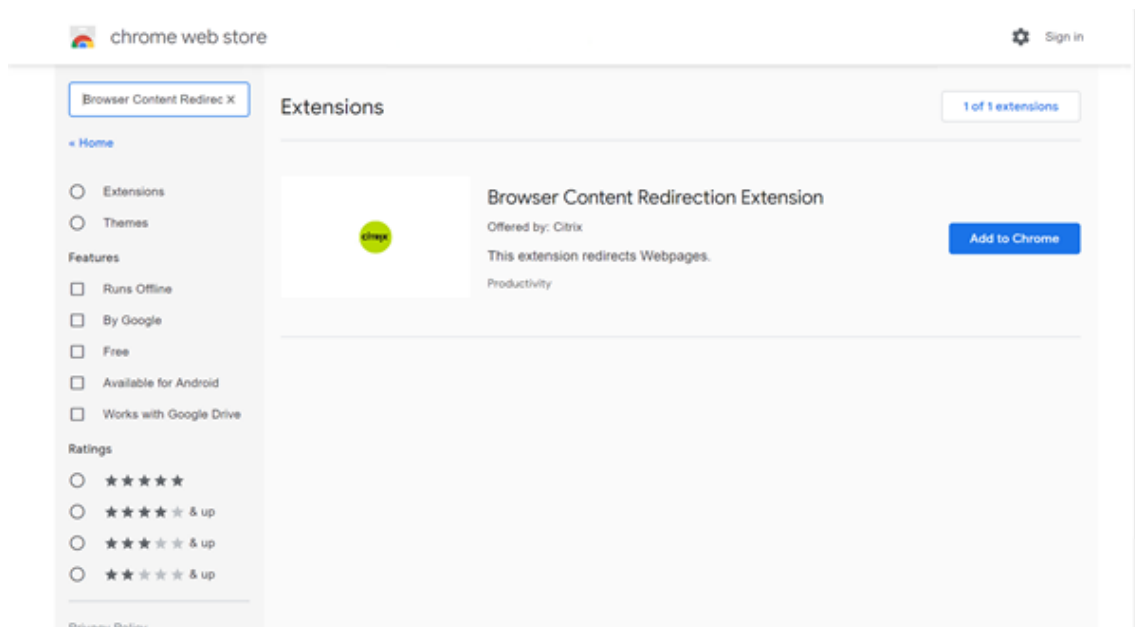 chrome web store
Sign in
Browser Content Redirec X
Extensions
1 of 1 extensions
« Home
Extensions
Themes
Features
Runs Offline
By Google
Free
Available for Android
Works with Google Drive
Ratings
& up
& up
& up
Privacy Policy
citrix
Browser Content Redirection Extension
Offered by: Citrix
This extension redirects Webpages.
Productivity
Add to Chrome